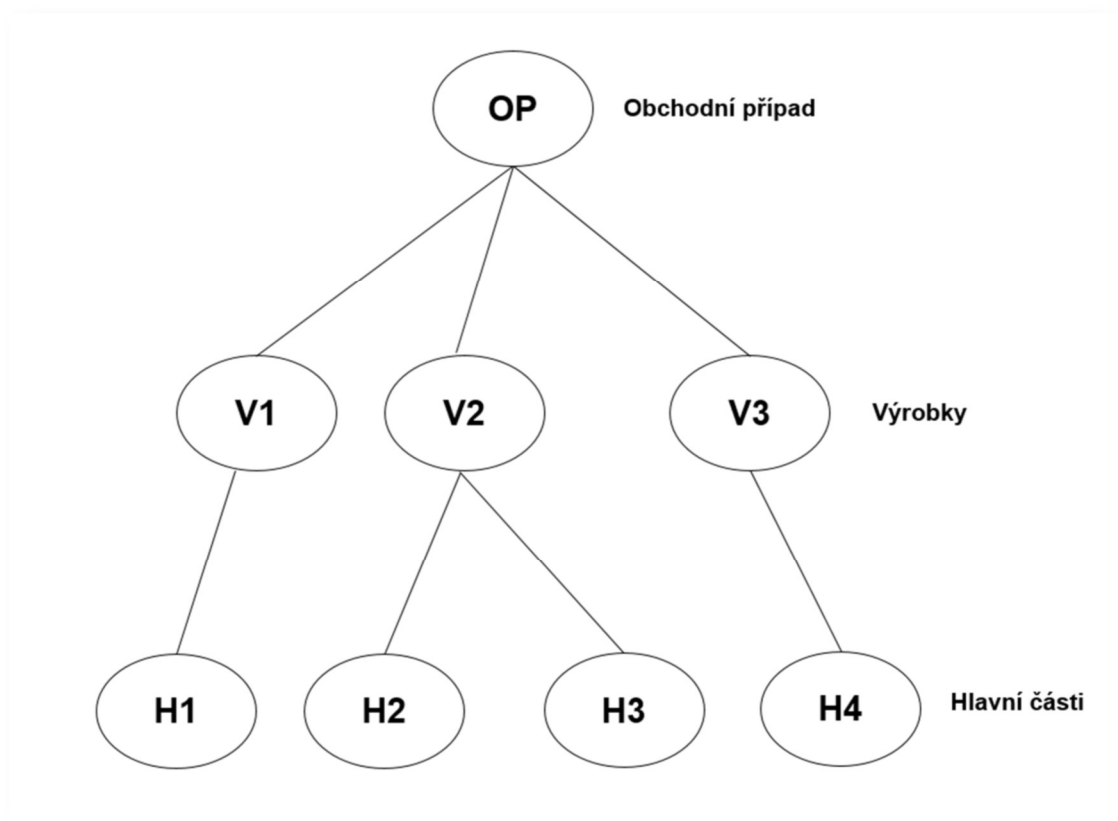 OP
Obchodní případ
V1
V2
V3
Výrobky
H1
H2
H3
H4
Hlavní části